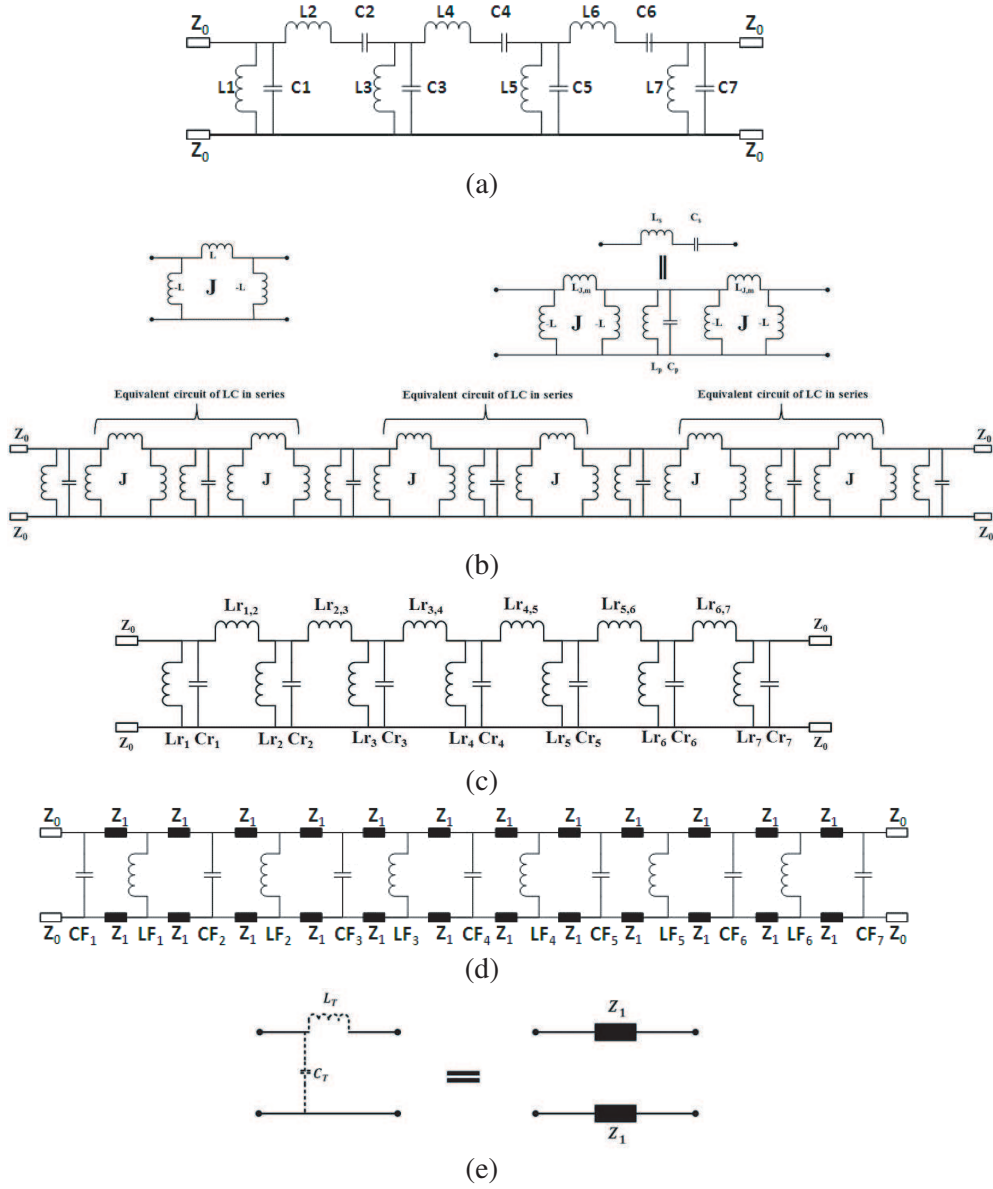 L2 C2 L4 C4 L6 C6
Z0 Z0
L1 C1 L3 C3 L5 C5 L7 C7
Z0 Z0
(a)
Ls Cs
L
-L J -L
LJ,m LJ,m
-L J -L -L J -L
Lp Cp
Equivalent circuit of LC in series Equivalent circuit of LC in series Equivalent circuit of LC in series
Z0 Z0
J J J J J J
Z0 Z0
(b)
Lr1,2 Lr2,3 Lr3,4 Lr4,5 Lr5,6 Lr6,7
Z0 Z0
Z0 Lr1 Cr1 Lr2 Cr2 Lr3 Cr3 Lr4 Cr4 Lr5 Cr5 Lr6 Cr6 Lr7 Cr7 Z0
(c)
Z0 Z1 Z1 Z1 Z1 Z1 Z1 Z1 Z1 Z1 Z1 Z1 Z1 Z0
Z0 CF1 Z1 LF1 Z1 CF2 Z1 LF2 Z1 CF3 Z1 LF3 Z1 CF4 Z1 LF4 Z1 CF5 Z1 LF5 Z1 CF6 Z1 LF6 Z1 CF7 Z0
(d)
LT
Z1
CT
Z1
(e)